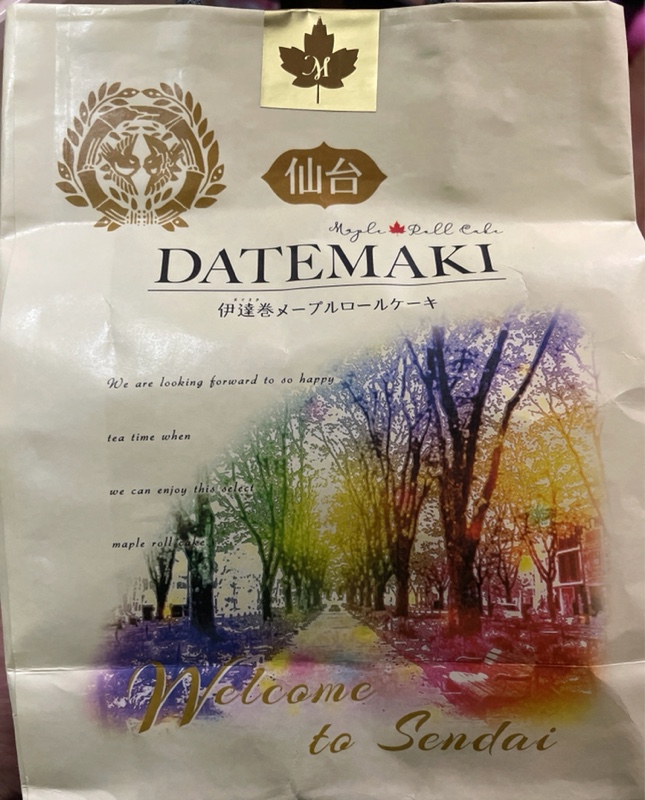 M
仙台
Maple Roll Cake
DATEMAKI
伊達巻メープルロールケーキ
We are looking forward to so happy
tea time when
we can enjoy this select
maple roll cake.
Welcome
to Sendai